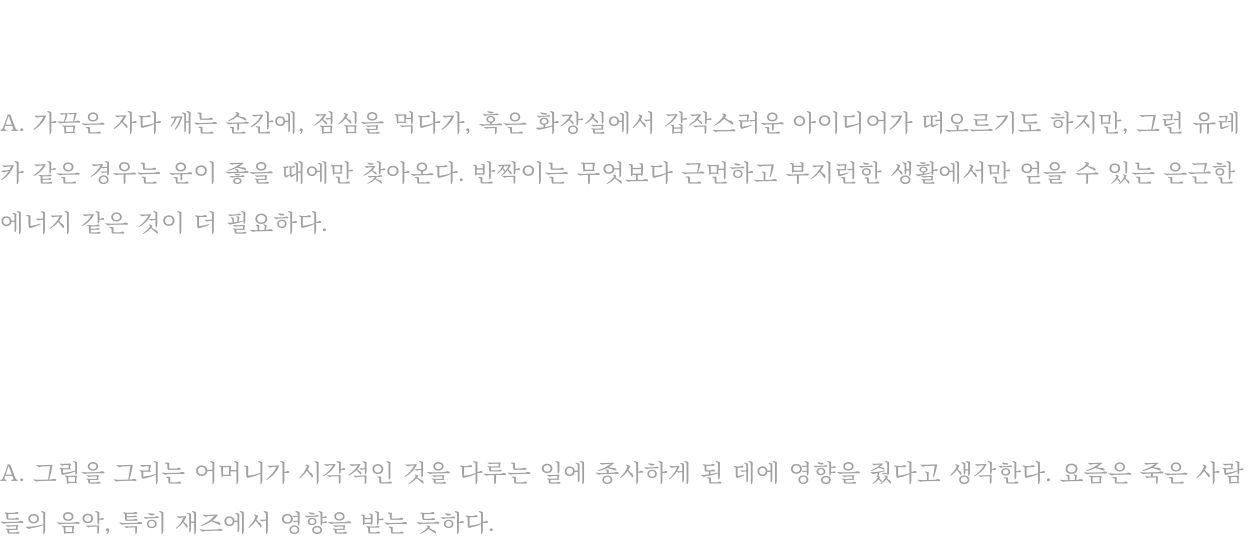 A. 가끔은 자다 깨는 순간에, 점심을 먹다가, 혹은 화장실에서 갑작스러운 아이디어가 떠오르기도 하지만, 그런 유레
카 같은 경우는 운이 좋을 때에만 찾아온다. 반짝이는 무엇보다 근먼하고 부지런한 생활에서만 얻을 수 있는 은근한
에너지 같은 것이 더 필요하다.
A. 그림을 그리는 어머니가 시각적인 것을 다루는 일에 종사하게 된 데에 영향을 줬다고 생각한다. 요즘은 죽은 사람
들의 음악, 특히 재즈에서 영향을 받는 듯하다.